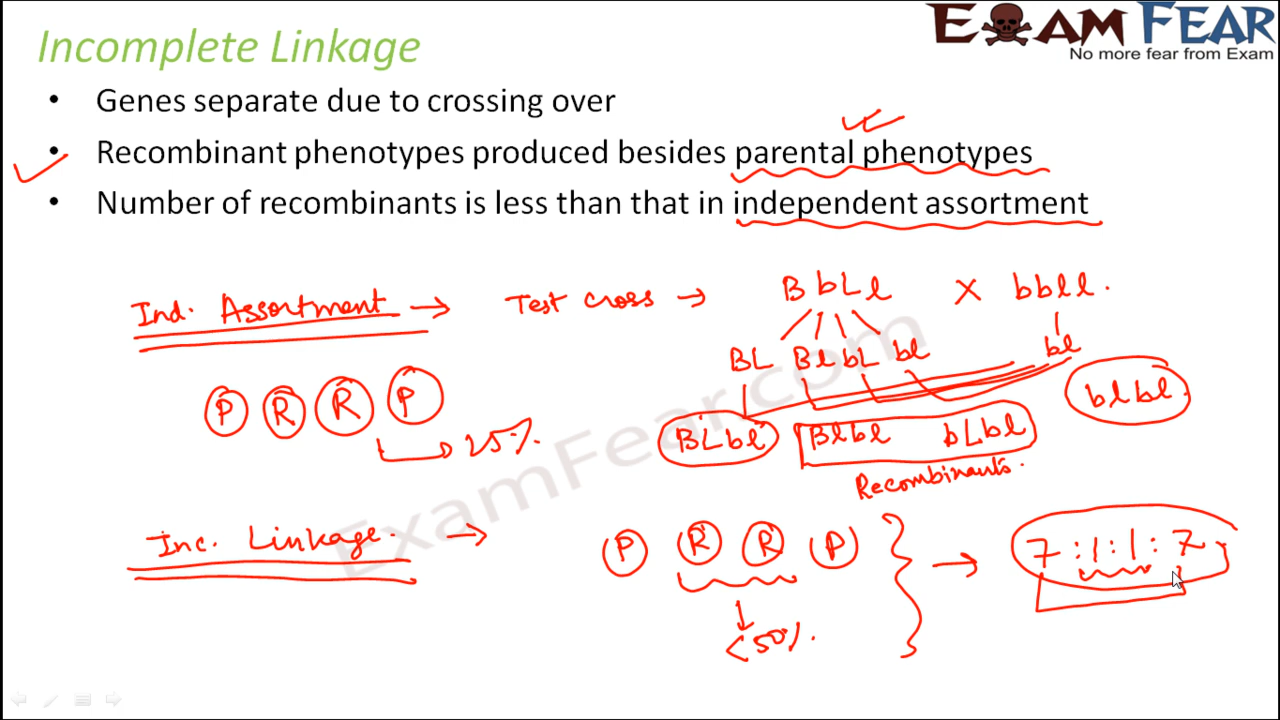 Incomplete Linkage
EXAM FEAR
No more fear from Exam
• Genes separate due to crossing over
• Recombinant phenotypes produced besides parental phenotypes
• Number of recombinants is less than that in independent assortment
Ind. Assortment → Test cross → BbLl X bbll.
BL Bl bL bl bl
P R R P
25%
BLbl Blbl bLbl blbl.
Recombinants.
Inc. Linkage. → P R R P → 7:1:1:7
<50%.
ExamFear.com